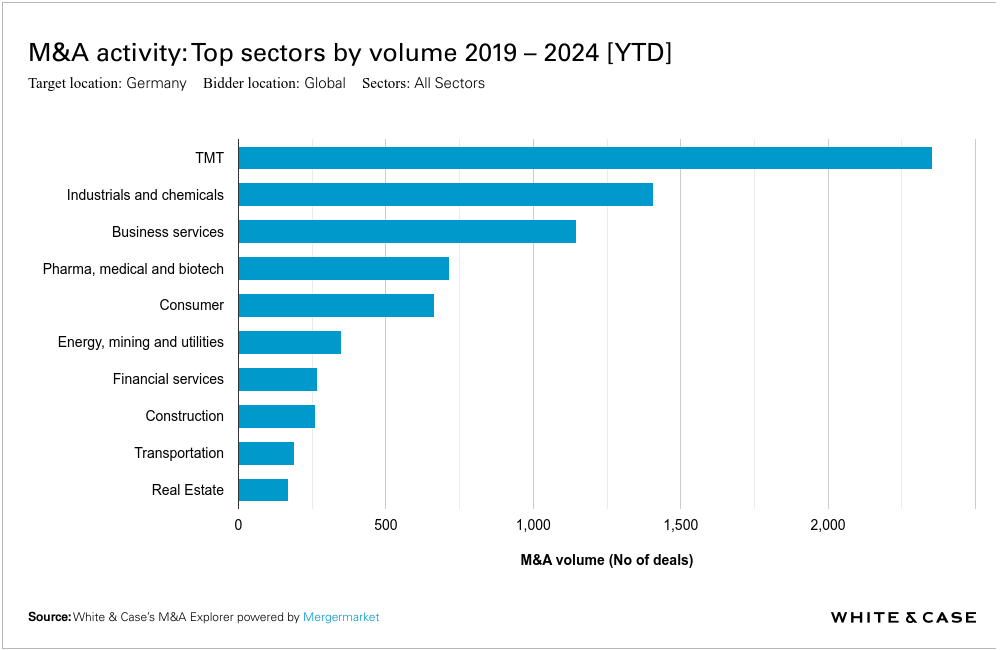 M&A activity: Top sectors by volume 2019 – 2024 [YTD]
Target location: Germany Bidder location: Global Sectors: All Sectors
TMT
Industrials and chemicals
Business services
Pharma, medical and biotech
Consumer
Energy, mining and utilities
Financial services
Construction
Transportation
Real Estate
0 500 1,000 1,500 2,000
M&A volume (No of deals)
Source: White & Case's M&A Explorer powered by Mergermarket
WHITE & CASE